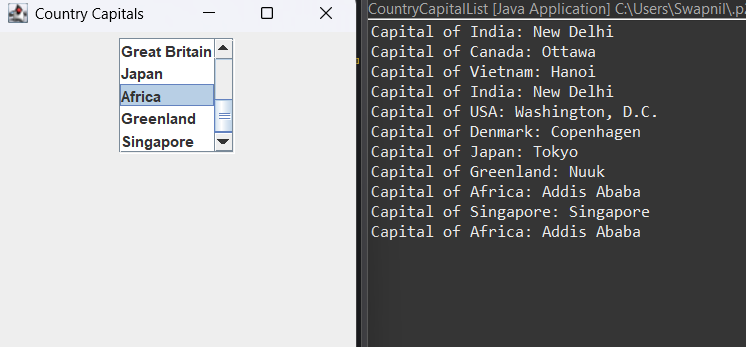 Country Capitals
Great Britain
Japan
Africa
Greenland
Singapore
CountryCapitalList [Java Application] C:\Users\Swapnil\.p2
Capital of India: New Delhi
Capital of Canada: Ottawa
Capital of Vietnam: Hanoi
Capital of India: New Delhi
Capital of USA: Washington, D.C.
Capital of Denmark: Copenhagen
Capital of Japan: Tokyo
Capital of Greenland: Nuuk
Capital of Africa: Addis Ababa
Capital of Singapore: Singapore
Capital of Africa: Addis Ababa